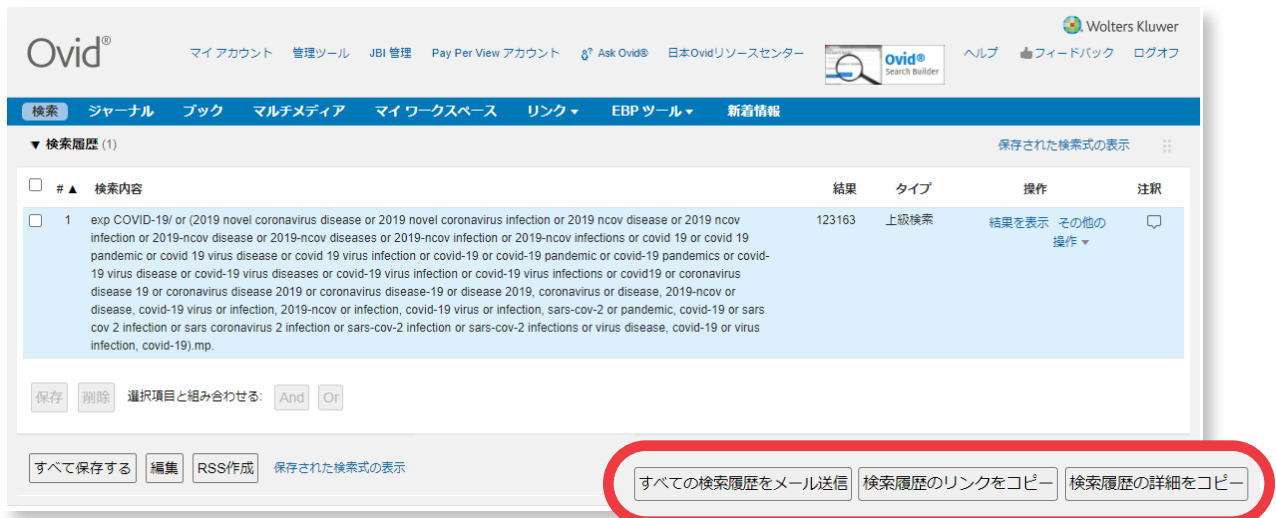 Wolters Kluwer
Ovid®
マイ アカウント 管理ツール JBI 管理 Pay Per View アカウント Ask Ovid® 日本Ovidリソースセンター Ovid® Search Builder ヘルプ フィードバック ログオフ
検索 ジャーナル ブック マルチメディア マイ ワークスペース リンク ▾ EBP ツール ▾ 新着情報
▼ 検索履歴 (1) 保存された検索式の表示
# ▲ 検索内容 結果 タイプ 操作 注釈
1 exp COVID-19/ or (2019 novel coronavirus disease or 2019 novel coronavirus infection or 2019 ncov disease or 2019 ncov 123163 上級検索 結果を表示 その他の
infection or 2019-ncov disease or 2019-ncov diseases or 2019-ncov infection or 2019-ncov infections or covid 19 or covid 19 操作 ▾
pandemic or covid 19 virus disease or covid 19 virus infection or covid-19 or covid-19 pandemic or covid-19 pandemics or covid-
19 virus disease or covid-19 virus diseases or covid-19 virus infection or covid-19 virus infections or covid19 or coronavirus
disease 19 or coronavirus disease 2019 or coronavirus disease-19 or disease 2019, coronavirus or disease, 2019-ncov or
disease, covid-19 virus or infection, 2019-ncov or infection, covid-19 virus or infection, sars-cov-2 or pandemic, covid-19 or sars
cov 2 infection or sars coronavirus 2 infection or sars-cov-2 infection or sars-cov-2 infections or virus disease, covid-19 or virus
infection, covid-19).mp.
保存 削除 選択項目と組み合わせる: And Or
すべて保存する 編集 RSS作成 保存された検索式の表示
すべての検索履歴をメール送信 検索履歴のリンクをコピー 検索履歴の詳細をコピー